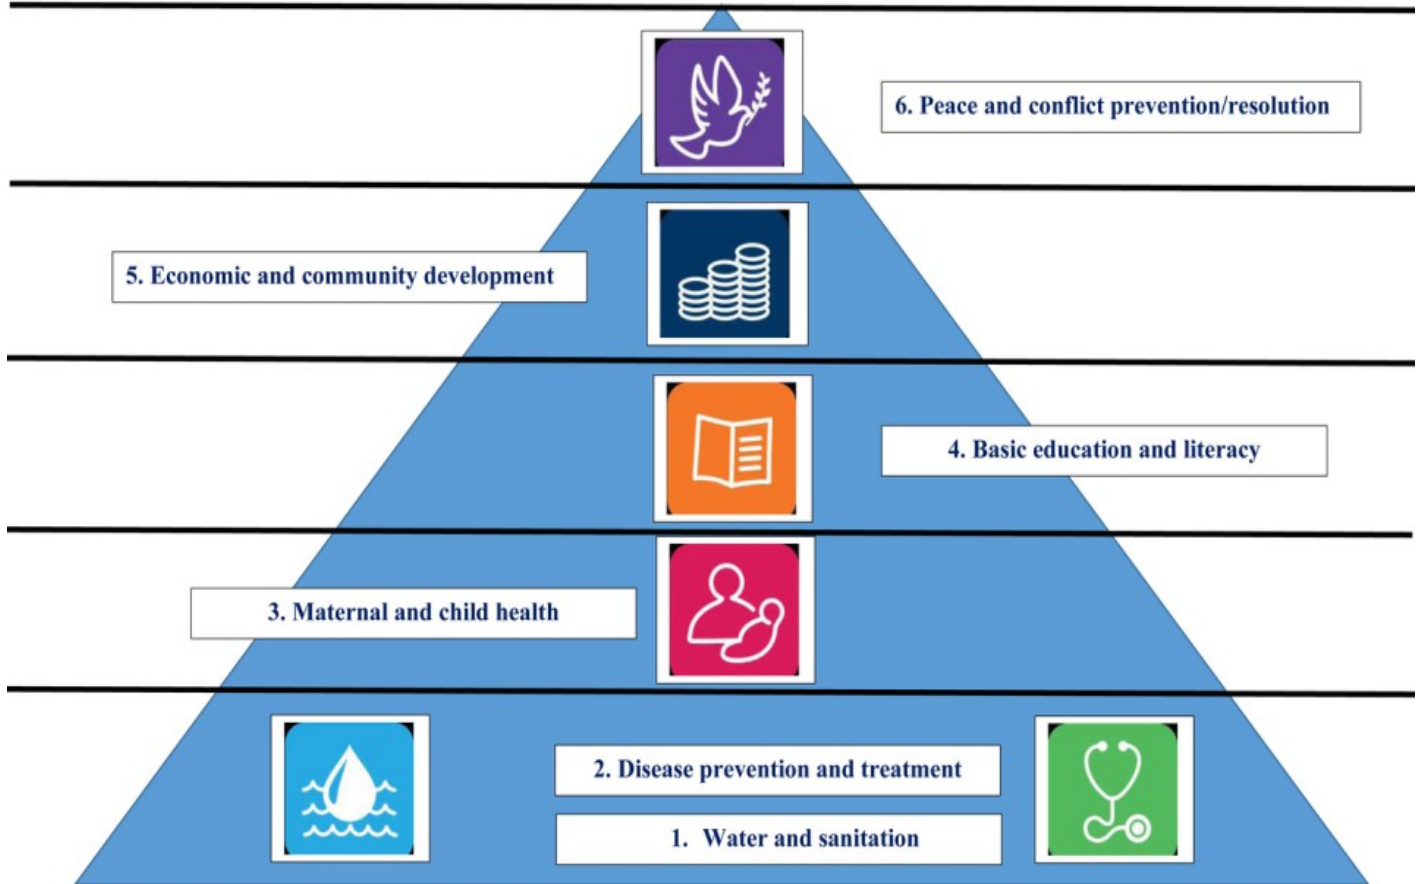 6. Peace and conflict prevention/resolution
5. Economic and community development
4. Basic education and literacy
3. Maternal and child health
2. Disease prevention and treatment
1. Water and sanitation